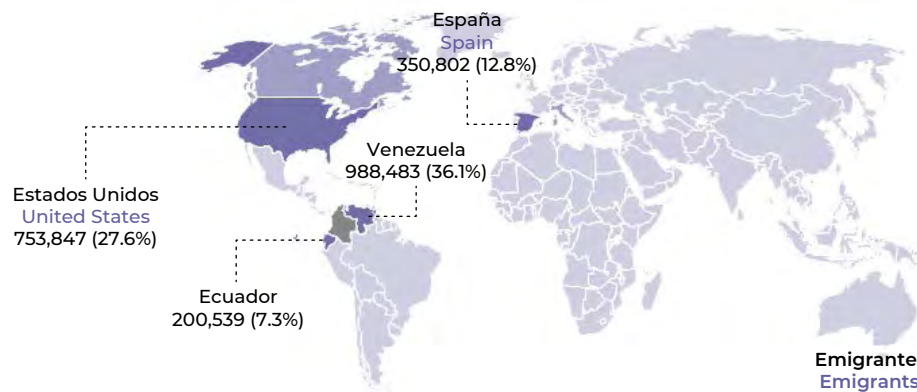 España
Spain
350,802 (12.8%)
Venezuela
988,483 (36.1%)
Estados Unidos
United States
753,847 (27.6%)
Ecuador
200,539 (7.3%)
Emigrante
Emigrants